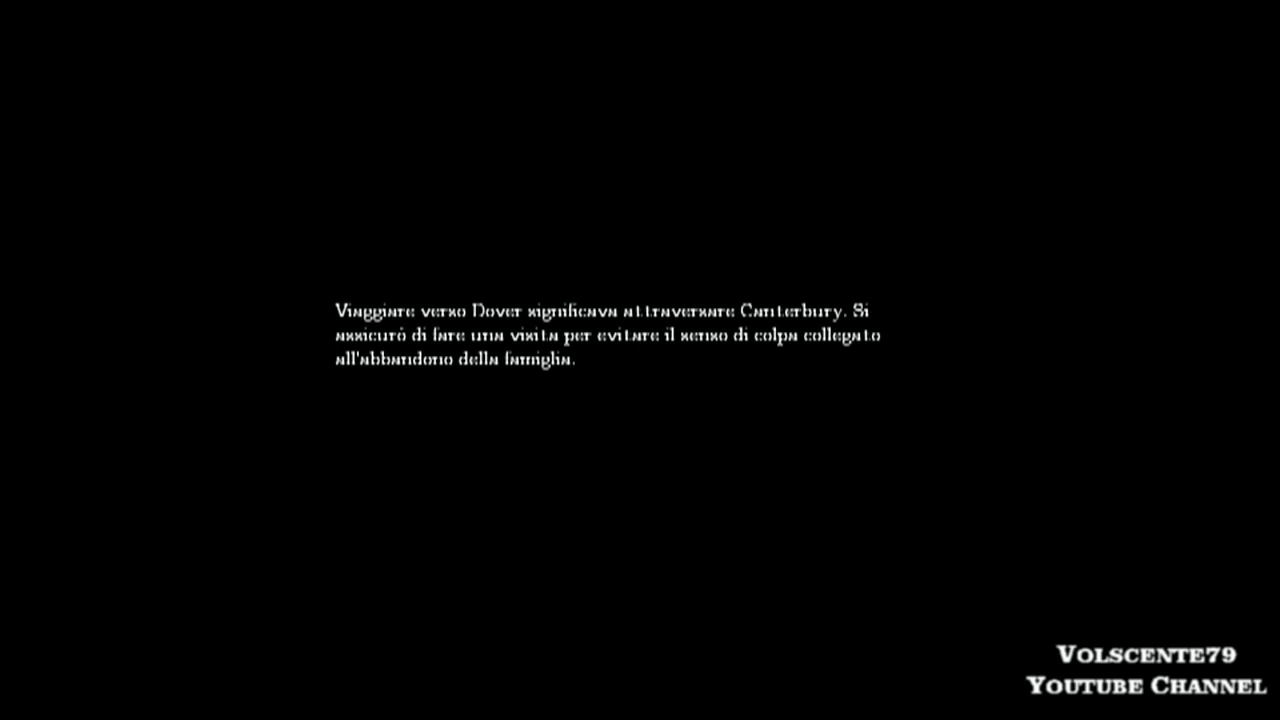 Viaggiare verso Dover significava attraversare Canterbury. Si
assicurò di fare una visita per evitare il senso di colpa collegato
all'abbandono della famiglia.
VOLSCENTE79
YOUTUBE CHANNEL